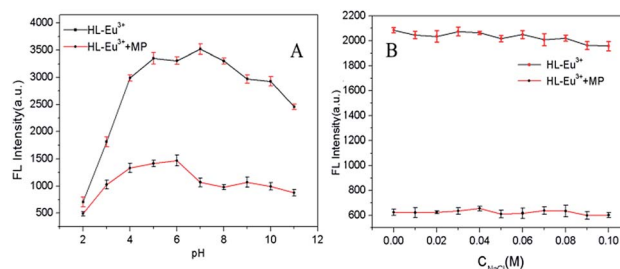 A
HL-Eu³⁺
HL-Eu³⁺+MP
4000
3500
3000
2500
2000
1500
1000
500
0 2 4 6 8 10 12
pH
FL Intensity(a.u.)
B
HL-Eu³⁺
HL-Eu³⁺+MP
2200
2000
1800
1600
1400
1200
1000
800
600
0.00 0.02 0.04 0.06 0.08 0.10
C_NaCl(M)
FL Intensity(a.u.)